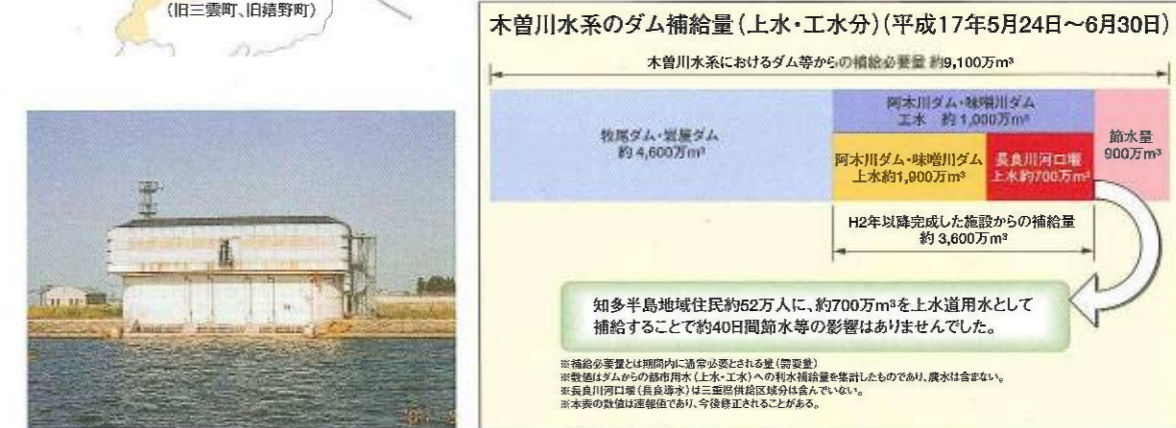 (旧三雲町、旧嬉野町)
木曽川水系のダム補給量(上水・工水分)(平成17年5月24日～6月30日)
木曽川水系におけるダム等からの補給必要量 約9,100万m³
牧尾ダム・岩屋ダム
約 4,600万m³
阿木川ダム・味噌川ダム
工水 約 1,000万m³
阿木川ダム・味噌川ダム
上水約1,900万m³
長良川河口堰
上水約700万m³
節水量
900万m³
H2年以降完成した施設からの補給量
約 3,600万m³
知多半島地域住民約52万人に、約700万m³を上水道用水として
補給することで約40日間節水等の影響はありませんでした。
※補給必要量とは期間内に通常必要とされる量(需要量)
※数値はダムからの都市用水(上水・工水)への利水補給量を集計したものであり、農水は含まない。
※長良川河口堰(長良導水)は三重県供給区域分は含んでいない。
※本表の数値は速報値であり、今後修正されることがある。